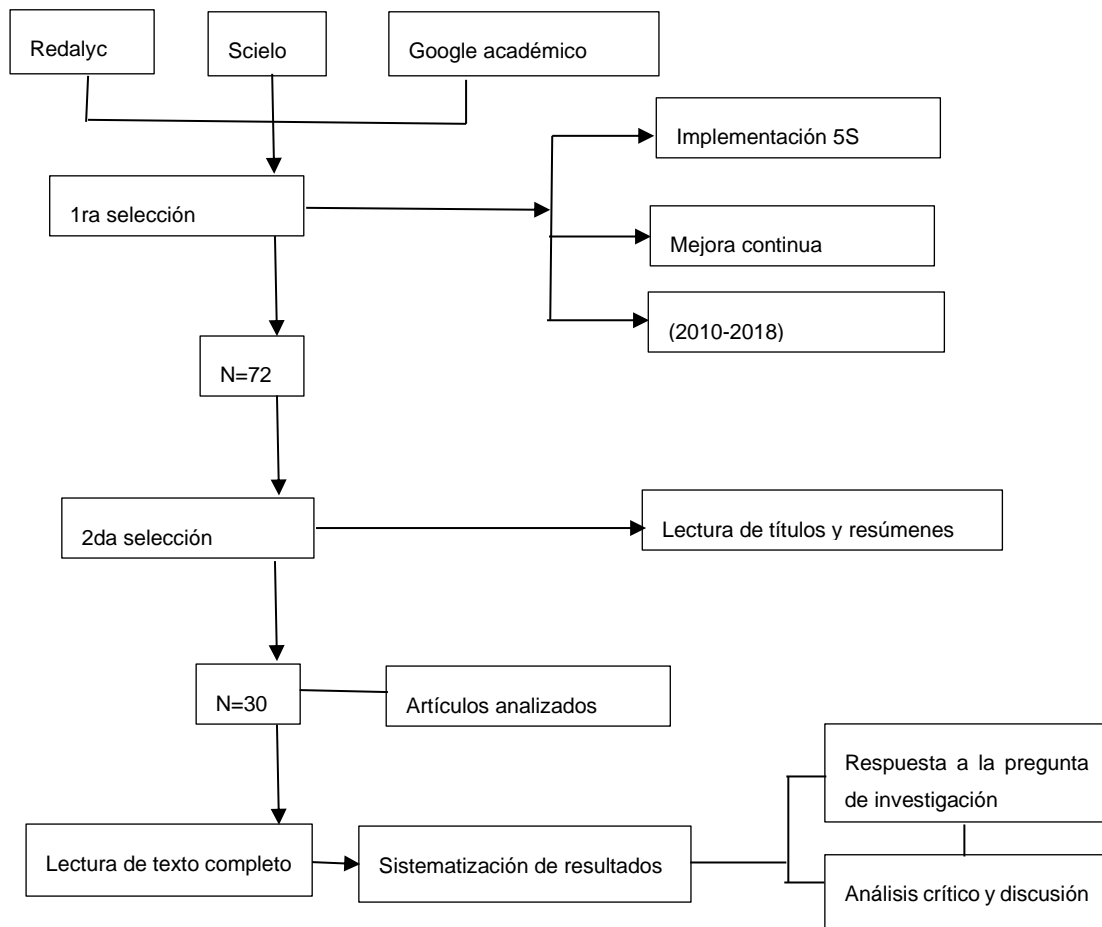 Redalyc
Scielo
Google académico
Implementación 5S
1ra selección
Mejora continua
(2010-2018)
N=72
2da selección
Lectura de títulos y resúmenes
N=30
Artículos analizados
Respuesta a la pregunta
de investigación
Lectura de texto completo
Sistematización de resultados
Análisis crítico y discusión